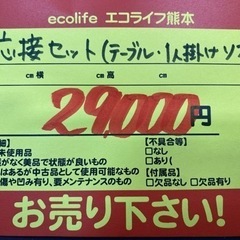 ecolife エコライフ熊本
応接セット(テーブル・1人掛けソ
cm 横 cm 高 cm
29,000円
細】 【不具合等】
未使用品 □なし
がなく美品で状態が良いもの □あり(
はあるが中古品として使用可能なもの 【付属品】
傷や凹み有り、要メンテナンスのもの □欠品なし □欠品有り
お売り下さい!